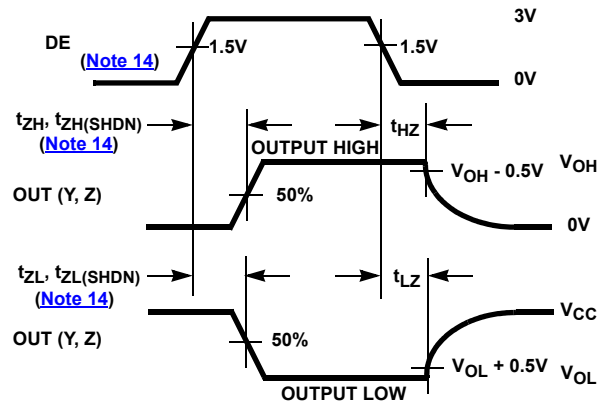 3V
DE
(Note 14)
1.5V
1.5V
0V
tZH, tZH(SHDN)
(Note 14)
tHZ
OUTPUT HIGH
VOH - 0.5V
VOH
OUT (Y, Z)
50%
0V
tZL, tZL(SHDN)
(Note 14)
tLZ
VCC
OUT (Y, Z)
50%
VOL + 0.5V
VOL
OUTPUT LOW